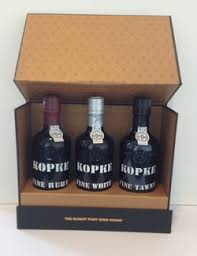 KOPKE
FINE RUBY
KOPKE
FINE WHITE
KOPKE
FINE TAWNY
THE OLDEST PORT WINE HOUSE